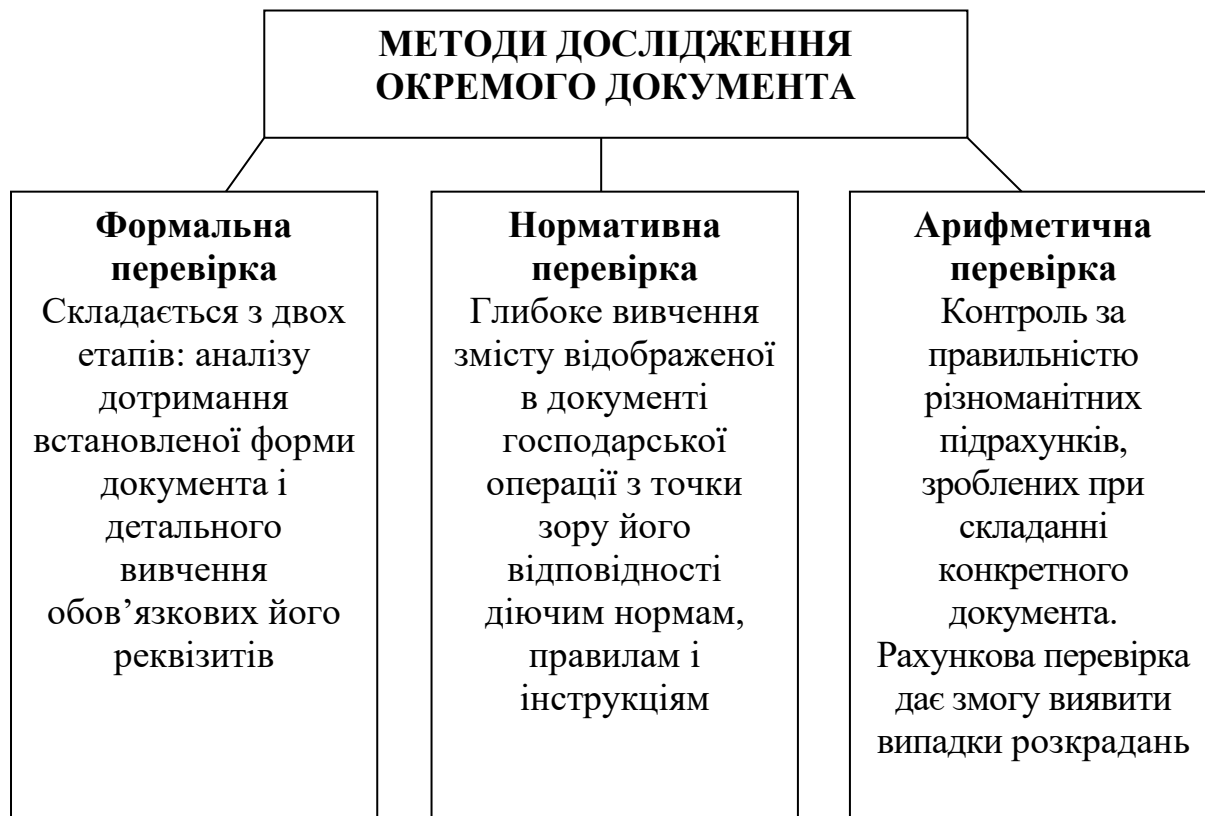 МЕТОДИ ДОСЛІДЖЕННЯ
ОКРЕМОГО ДОКУМЕНТА
Формальна
перевірка
Складається з двох
етапів: аналізу
дотримання
встановленої форми
документа і
детального
вивчення
обов’язкових його
реквізитів
Нормативна
перевірка
Глибоке вивчення
змісту відображеної
в документі
господарської
операції з точки
зору його
відповідності
діючим нормам,
правилам і
інструкціям
Арифметична
перевірка
Контроль за
правильністю
різноманітних
підрахунків,
зроблених при
складанні
конкретного
документа.
Рахункова перевірка
дає змогу виявити
випадки розкрадань